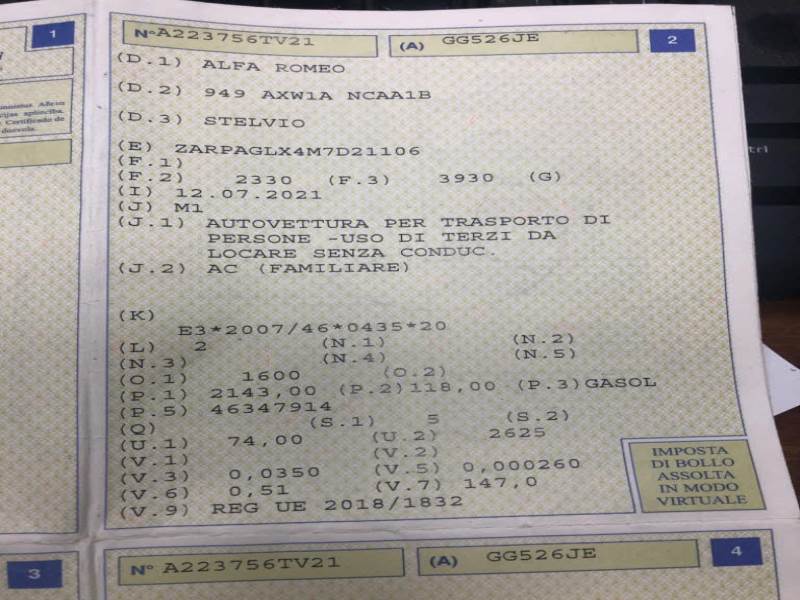 1
Nº A223756TV21 (A) GG526JE 2
(D.1) ALFA ROMEO
(D.2) 949 AXW1A NCAA1B
(D.3) STELVIO
(E) ZARPAGLX4M7D21106
(F.1)
(F.2) 2330 (F.3) 3930 (G)
(I) 12.07.2021
(J) M1
(J.1) AUTOVETTURA PER TRASPORTO DI
PERSONE -USO DI TERZI DA
LOCARE SENZA CONDUC.
(J.2) AC (FAMILIARE)
(K)
E3*2007/46*0435*20
(L) 2 (N.1) (N.2)
(N.3) (N.4) (N.5)
(O.1) 1600 (O.2)
(P.1) 2143,00 (P.2)118,00 (P.3)GASOL
(P.5) 46347914
(Q) (S.1) 5 (S.2)
(U.1) 74,00 (U.2) 2625
(V.1) (V.2)
(V.3) 0,0350 (V.5) 0,000260
(V.6) 0,51 (V.7) 147,0
(V.9) REG UE 2018/1832
IMPOSTA
DI BOLLO
ASSOLTA
IN MODO
VIRTUALE
3
Nº A223756TV21 (A) GG526JE 4